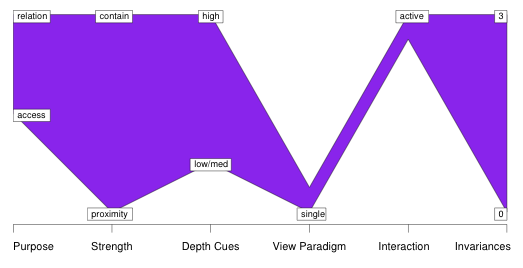 relation contain high active 3
access
low/med
proximity single 0
Purpose Strength Depth Cues View Paradigm Interaction Invariances